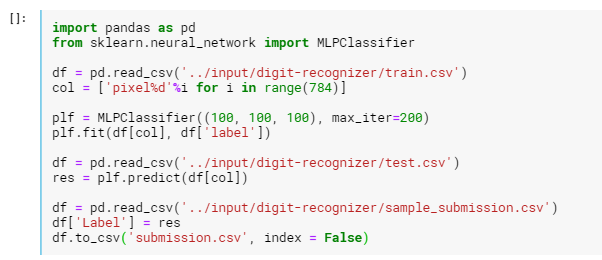 []:
import pandas as pd
from sklearn.neural_network import MLPClassifier
df = pd.read_csv('../input/digit-recognizer/train.csv')
col = ['pixel%d'%i for i in range(784)]
plf = MLPClassifier((100, 100, 100), max_iter=200)
plf.fit(df[col], df['label'])
df = pd.read_csv('../input/digit-recognizer/test.csv')
res = plf.predict(df[col])
df = pd.read_csv('../input/digit-recognizer/sample_submission.csv')
df['Label'] = res
df.to_csv('submission.csv', index = False)